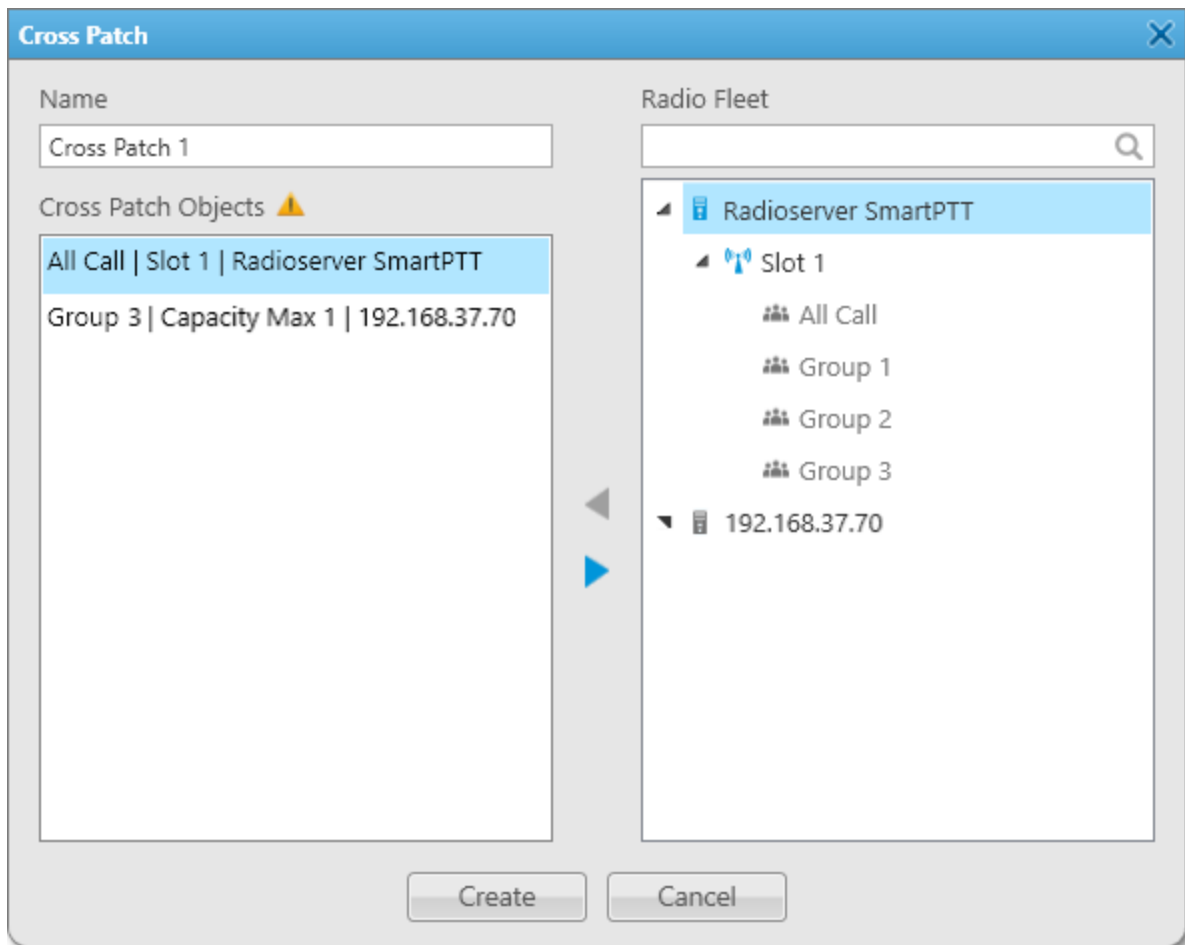 Cross Patch
Name
Cross Patch 1
Cross Patch Objects
All Call | Slot 1 | Radioserver SmartPTT
Group 3 | Capacity Max 1 | 192.168.37.70
Radio Fleet
Radioserver SmartPTT
Slot 1
All Call
Group 1
Group 2
Group 3
192.168.37.70
Create
Cancel